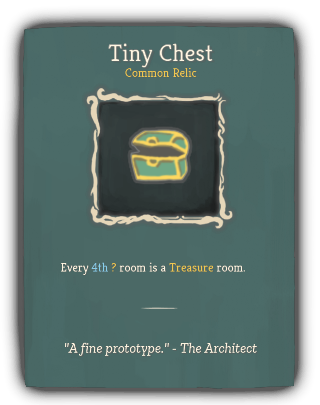 Tiny Chest
Common Relic
Every 4th ? room is a Treasure room.
"A fine prototype." - The Architect